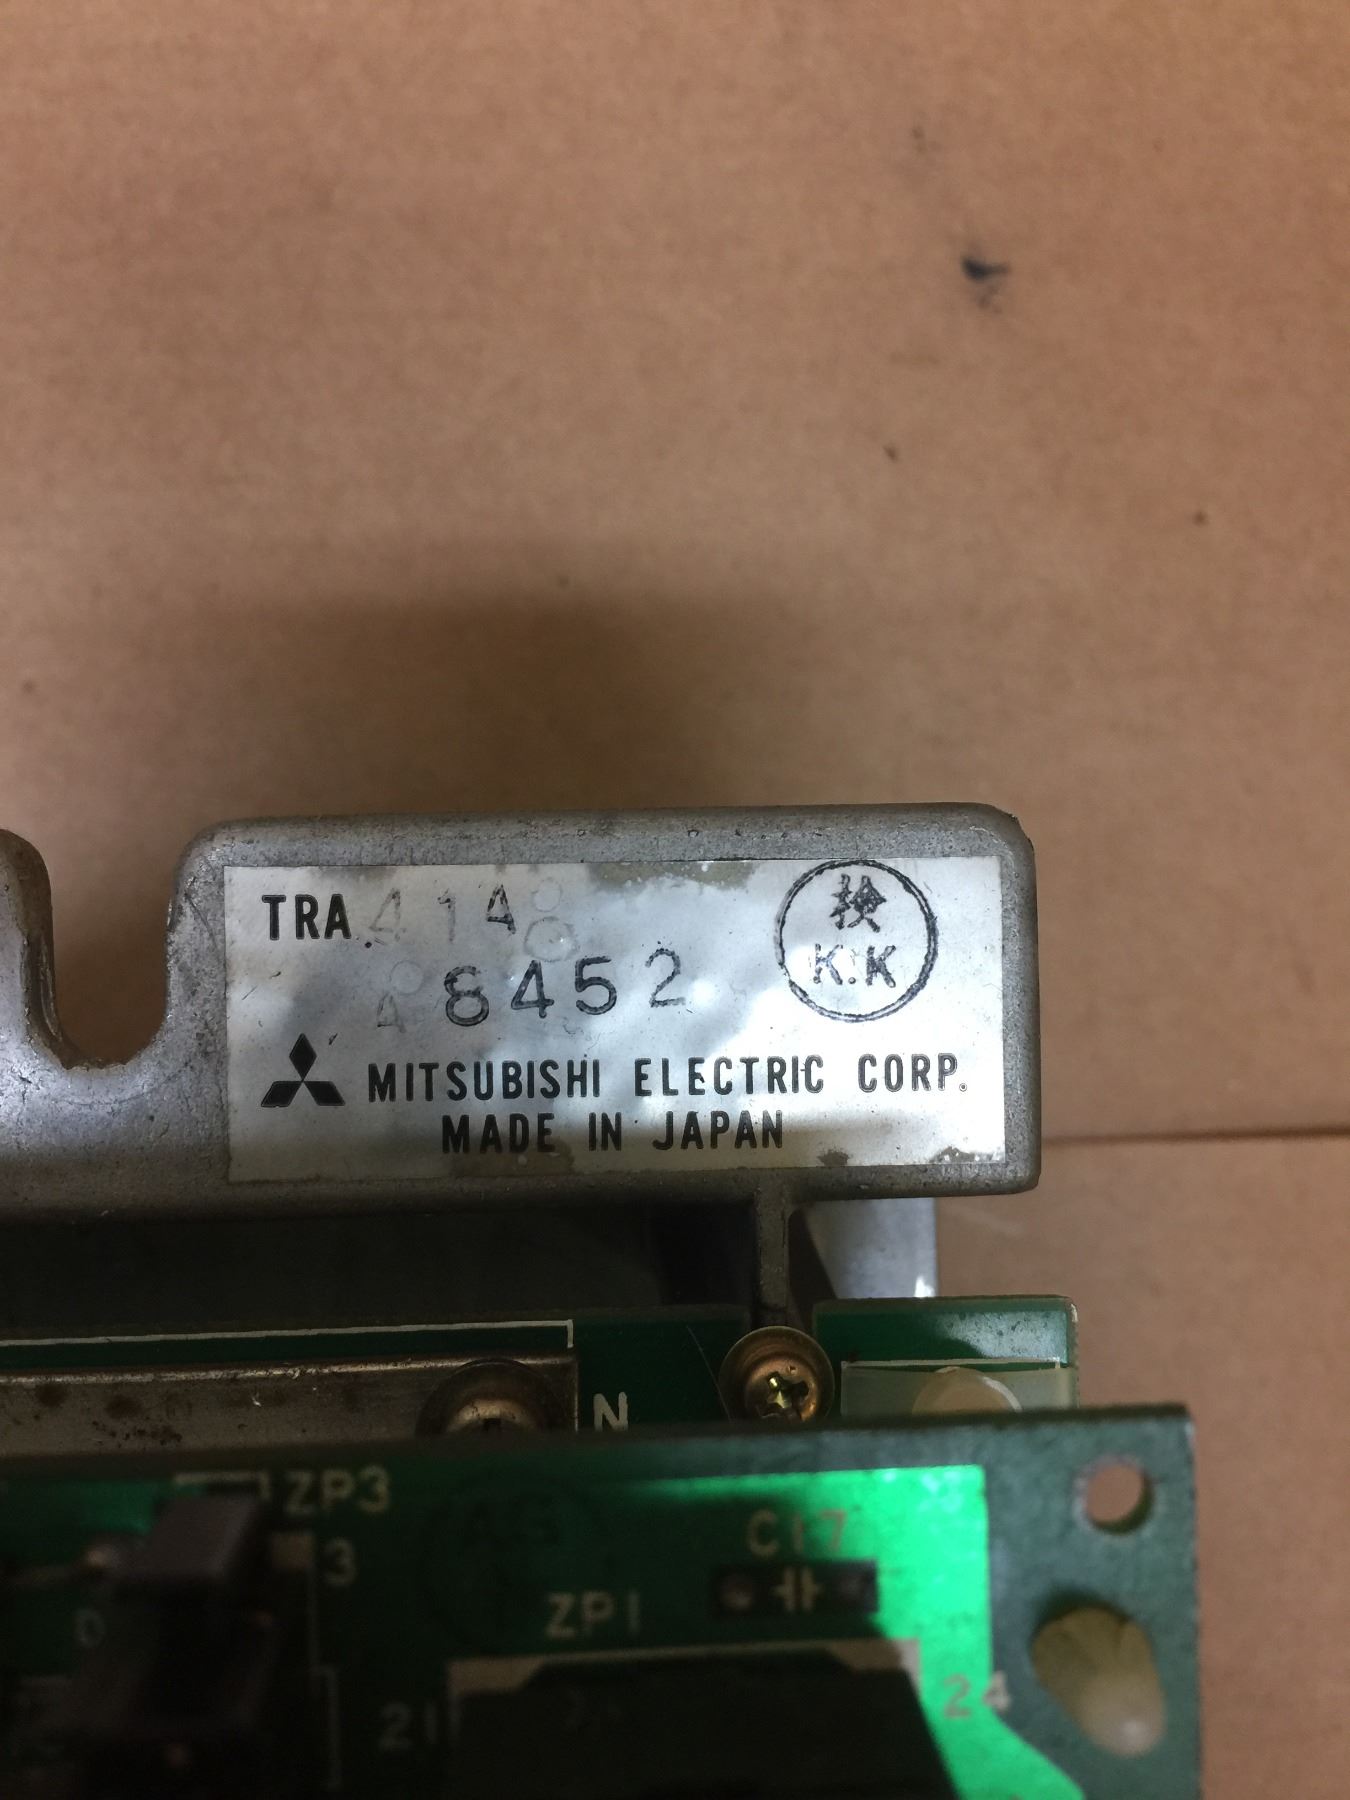 TRA 414
8452
検
K.K
MITSUBISHI ELECTRIC CORP.
MADE IN JAPAN
N
ZP3
3
C17
ZP1
21
24